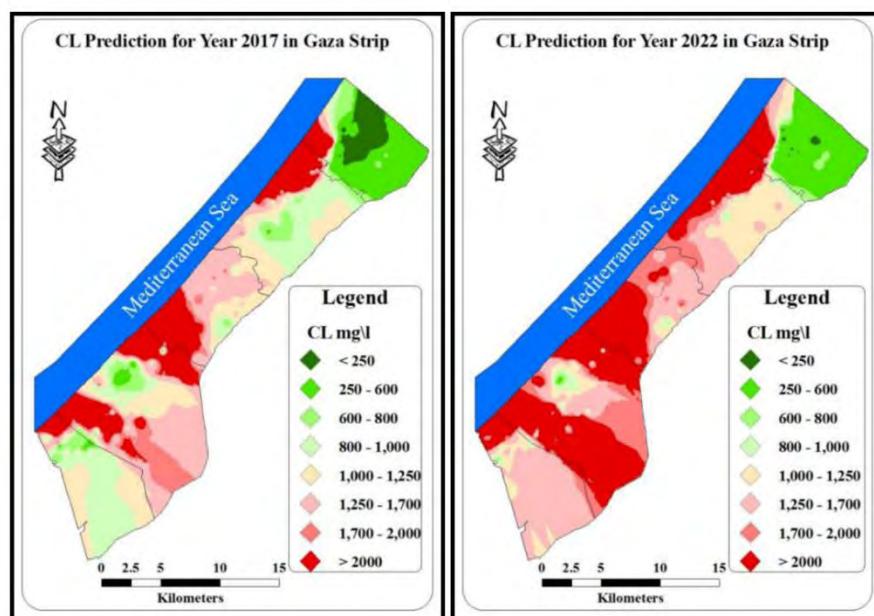 CL Prediction for Year 2017 in Gaza Strip
N
Mediterranean Sea
Legend
CL mg\l
< 250
250 - 600
600 - 800
800 - 1,000
1,000 - 1,250
1,250 - 1,700
1,700 - 2,000
> 2000
0 2.5 5 10 15
Kilometers
CL Prediction for Year 2022 in Gaza Strip
N
Mediterranean Sea
Legend
CL mg\l
< 250
250 - 600
600 - 800
800 - 1,000
1,000 - 1,250
1,250 - 1,700
1,700 - 2,000
> 2000
0 2.5 5 10 15
Kilometers